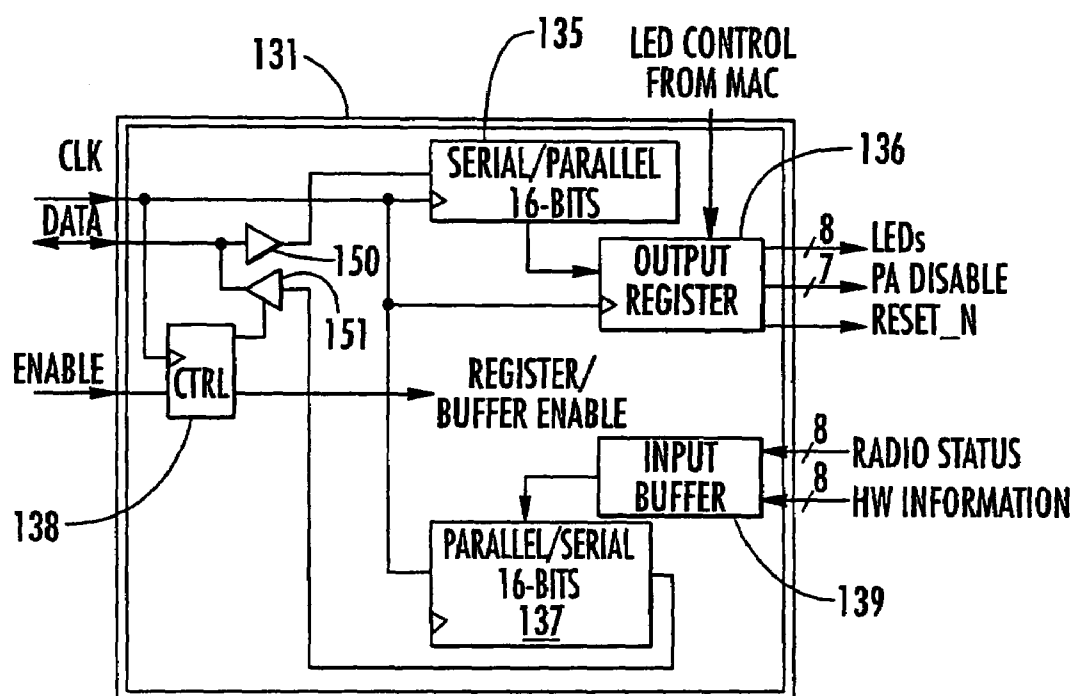 135
LED CONTROL
FROM MAC
131
CLK
SERIAL/PARALLEL
16-BITS
136
DATA
150
OUTPUT
REGISTER
8
LEDs
7
PA DISABLE
RESET_N
151
ENABLE
CTRL
REGISTER/
BUFFER ENABLE
138
INPUT
BUFFER
8
RADIO STATUS
8
HW INFORMATION
PARALLEL/SERIAL
16-BITS
137
139